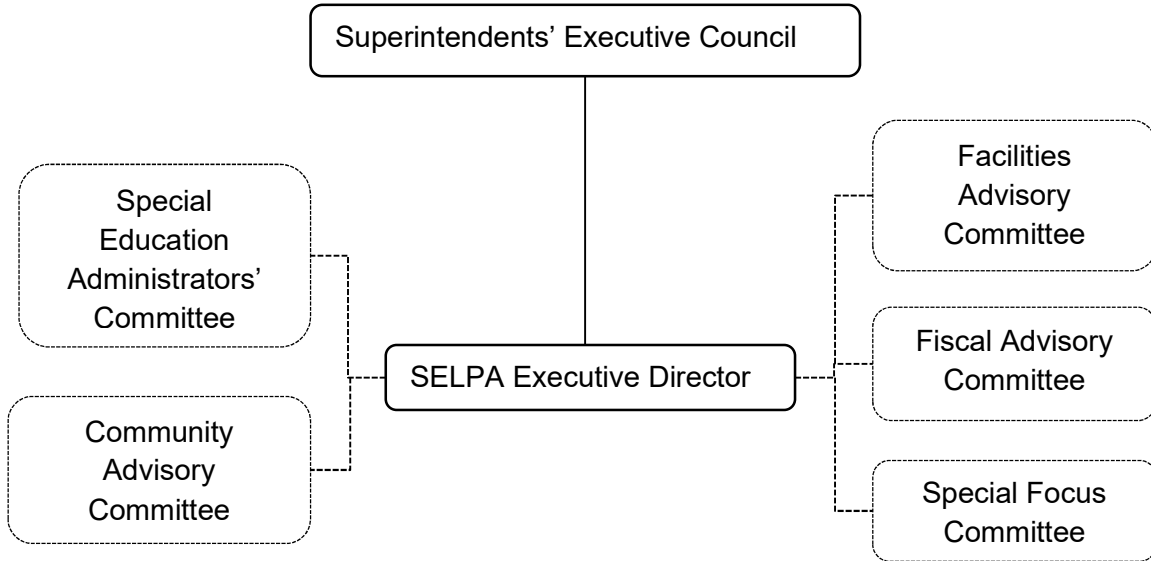 Superintendents’ Executive Council
Special
Education
Administrators’
Committee
Community
Advisory
Committee
SELPA Executive Director
Facilities
Advisory
Committee
Fiscal Advisory
Committee
Special Focus
Committee